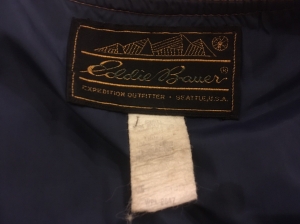 Eddie Bauer ®
EXPEDITION OUTFITTER · SEATTLE, U.S.A.